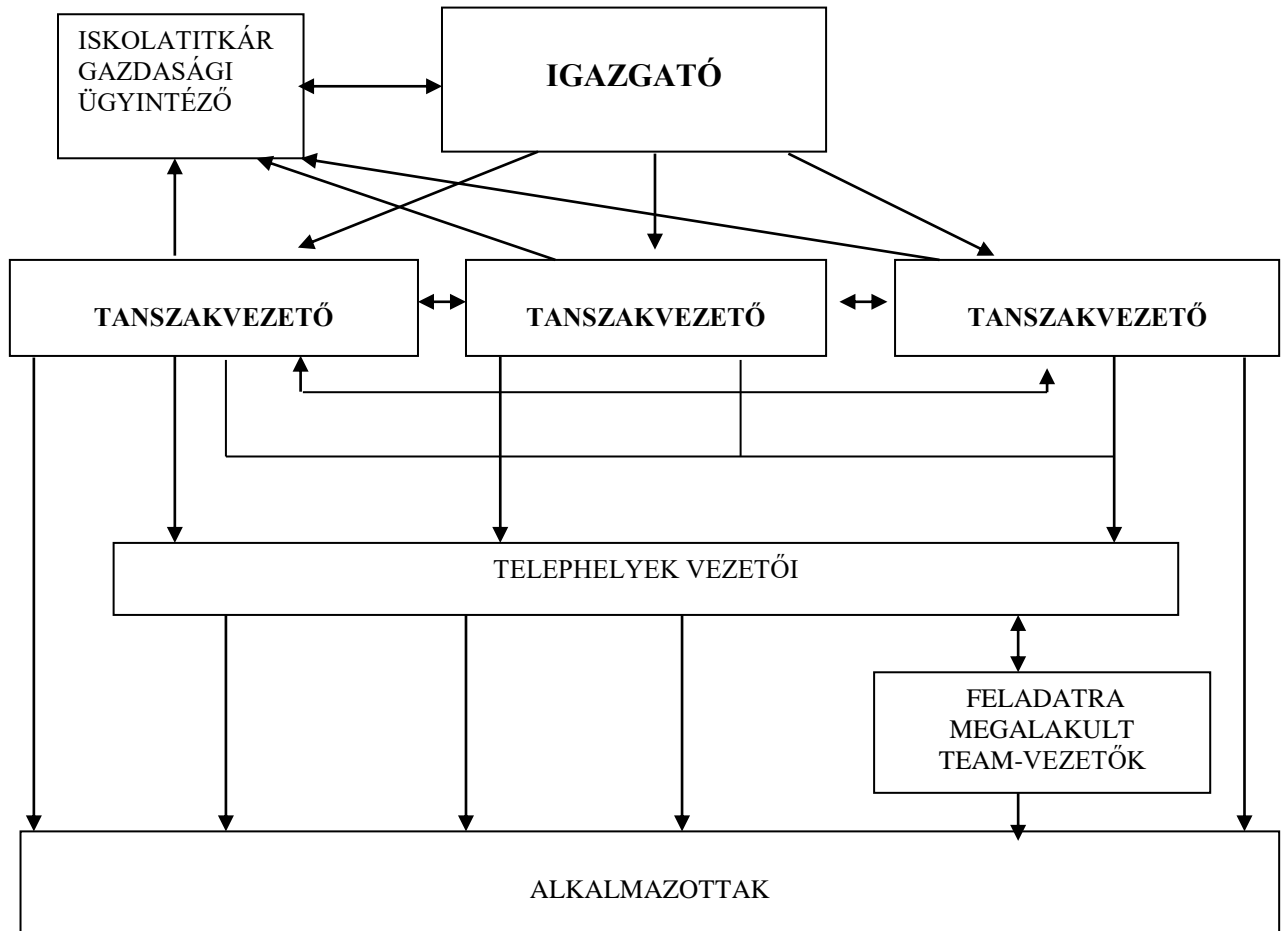 ISKOLATITKÁR
GAZDASÁGI
ÜGYINTÉZŐ
IGAZGATÓ
TANSZAKVEZETŐ
TANSZAKVEZETŐ
TANSZAKVEZETŐ
TELEPHELYEK VEZETŐI
FELADATRA
MEGALAKULT
TEAM-VEZETŐK
ALKALMAZOTTAK